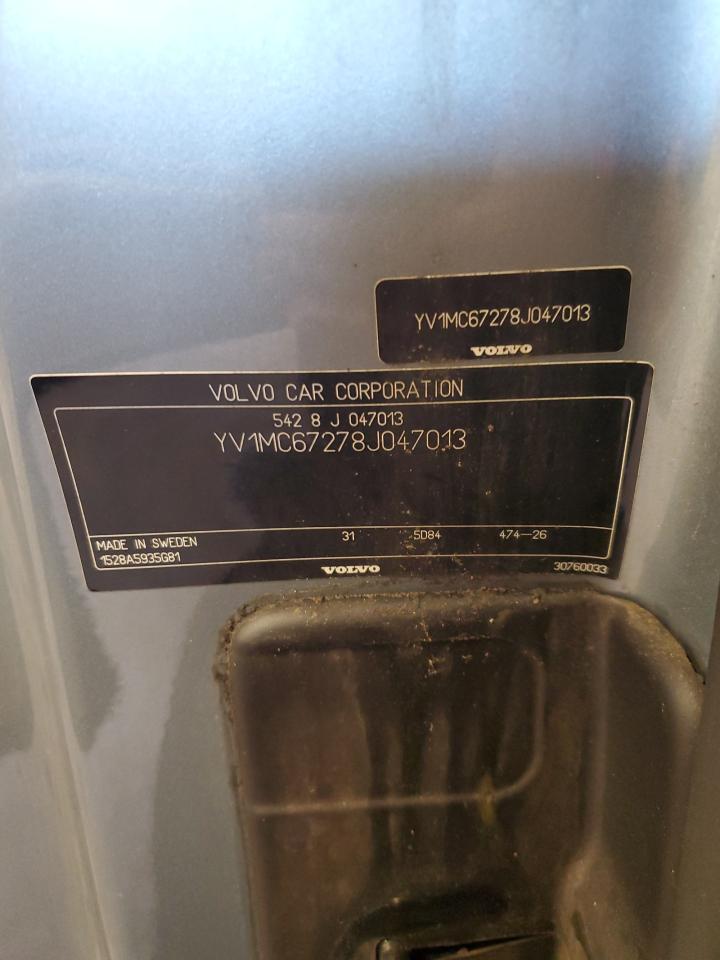 YV1MC67278J047013
VOLVO
VOLVO CAR CORPORATION
542 8 J 047013
YV1MC67278J047013
MADE IN SWEDEN 31 5D84 474-26
1528A5935G81
VOLVO 30760033